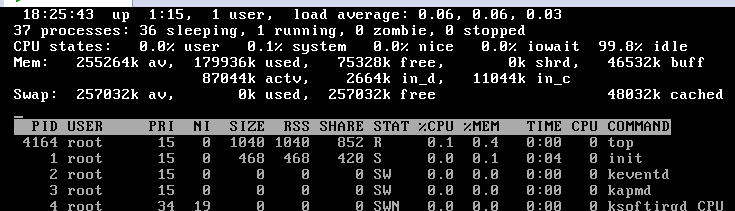 18:25:43  up  1:15,  1 user,  load average: 0.06, 0.06, 0.03
37 processes: 36 sleeping, 1 running, 0 zombie, 0 stopped
CPU states:   0.0% user   0.1% system   0.0% nice   0.0% iowait  99.8% idle
Mem:   255264k av,  179936k used,   75328k free,       0k shrd,   46532k buff
                     87044k actv,    2664k in_d,   11044k in_c
Swap:  257032k av,       0k used,  257032k free                   48032k cached
PID USER     PRI  NI  SIZE  RSS SHARE STAT %CPU %MEM   TIME CPU COMMAND
4164 root      15   0  1040 1040   852 R     0.1  0.4   0:00   0 top
1 root      15   0   468  468   420 S     0.0  0.1   0:04   0 init
2 root      15   0     0    0     0 SW    0.0  0.0   0:00   0 keventd
3 root      15   0     0    0     0 SW    0.0  0.0   0:00   0 kapmd
4 root      34  19     0    0     0 SWN   0.0  0.0   0:00   0 ksoftirqd_CPU